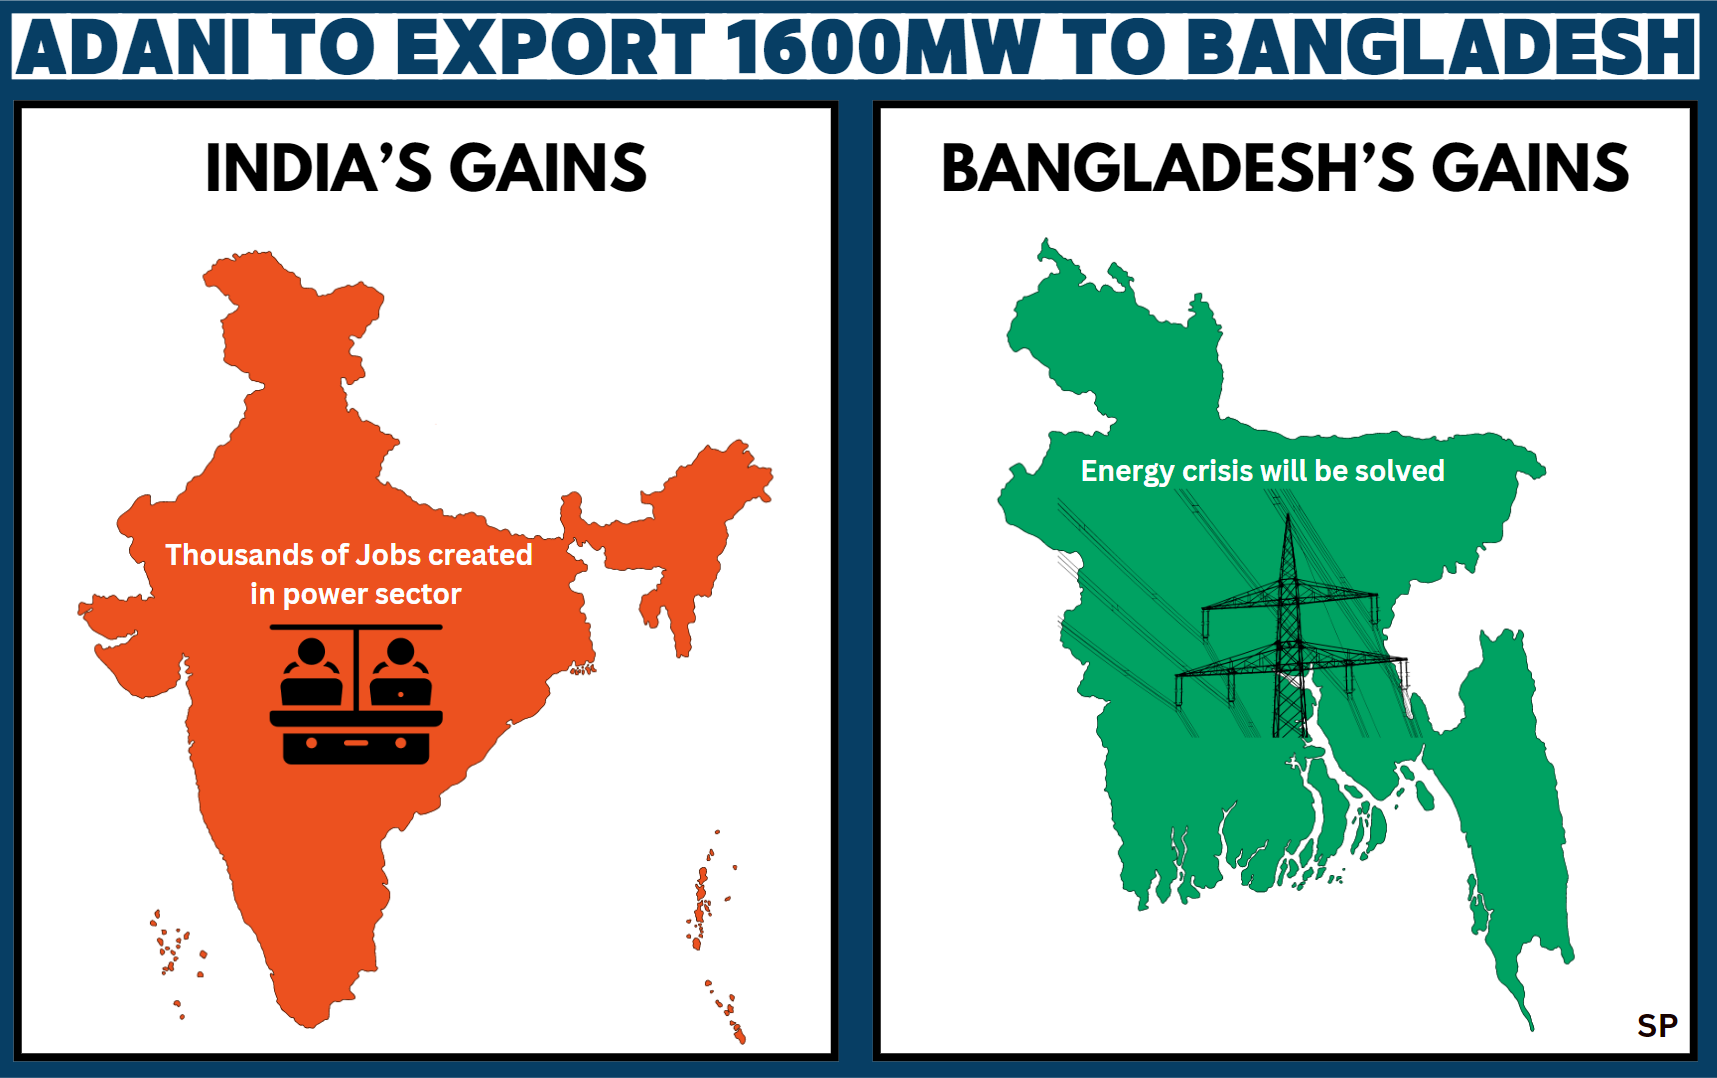 ADANI TO EXPORT 1600MW TO BANGLADESH
INDIA'S GAINS
Thousands of Jobs created
in power sector
BANGLADESH'S GAINS
Energy crisis will be solved
SP